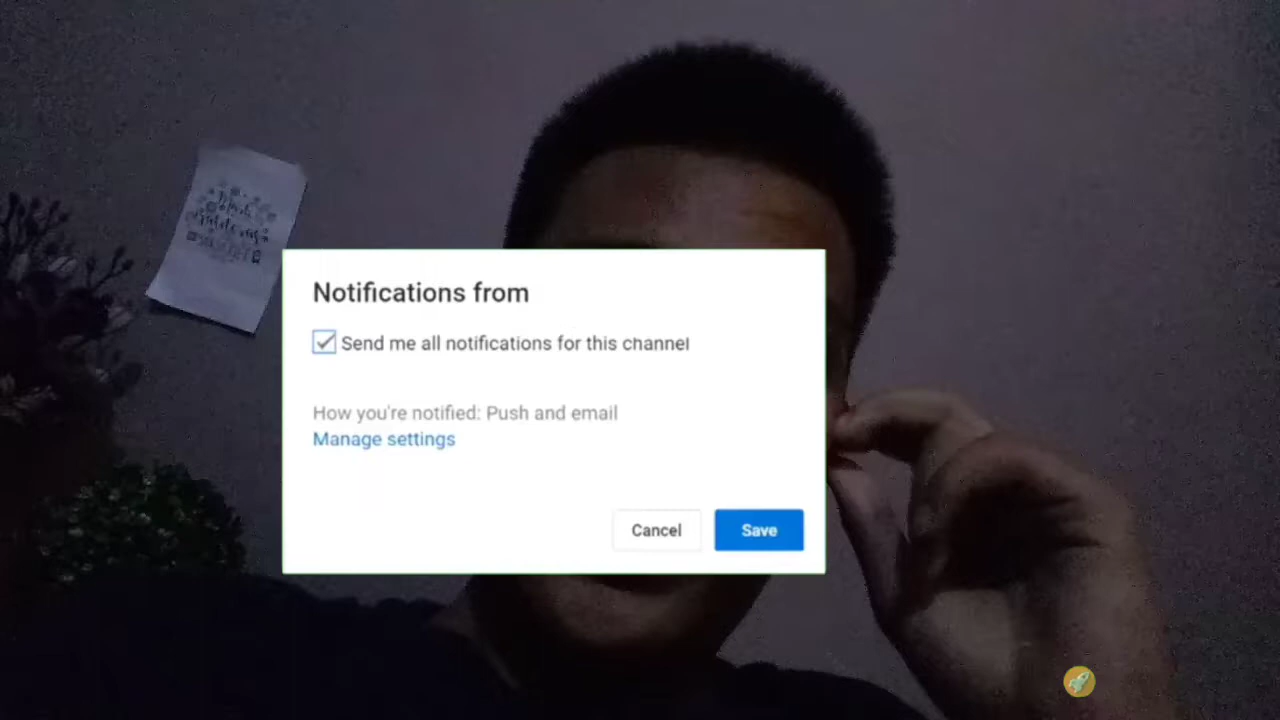 Notifications from
Send me all notifications for this channel
How you're notified: Push and email
Manage settings
Cancel
Save